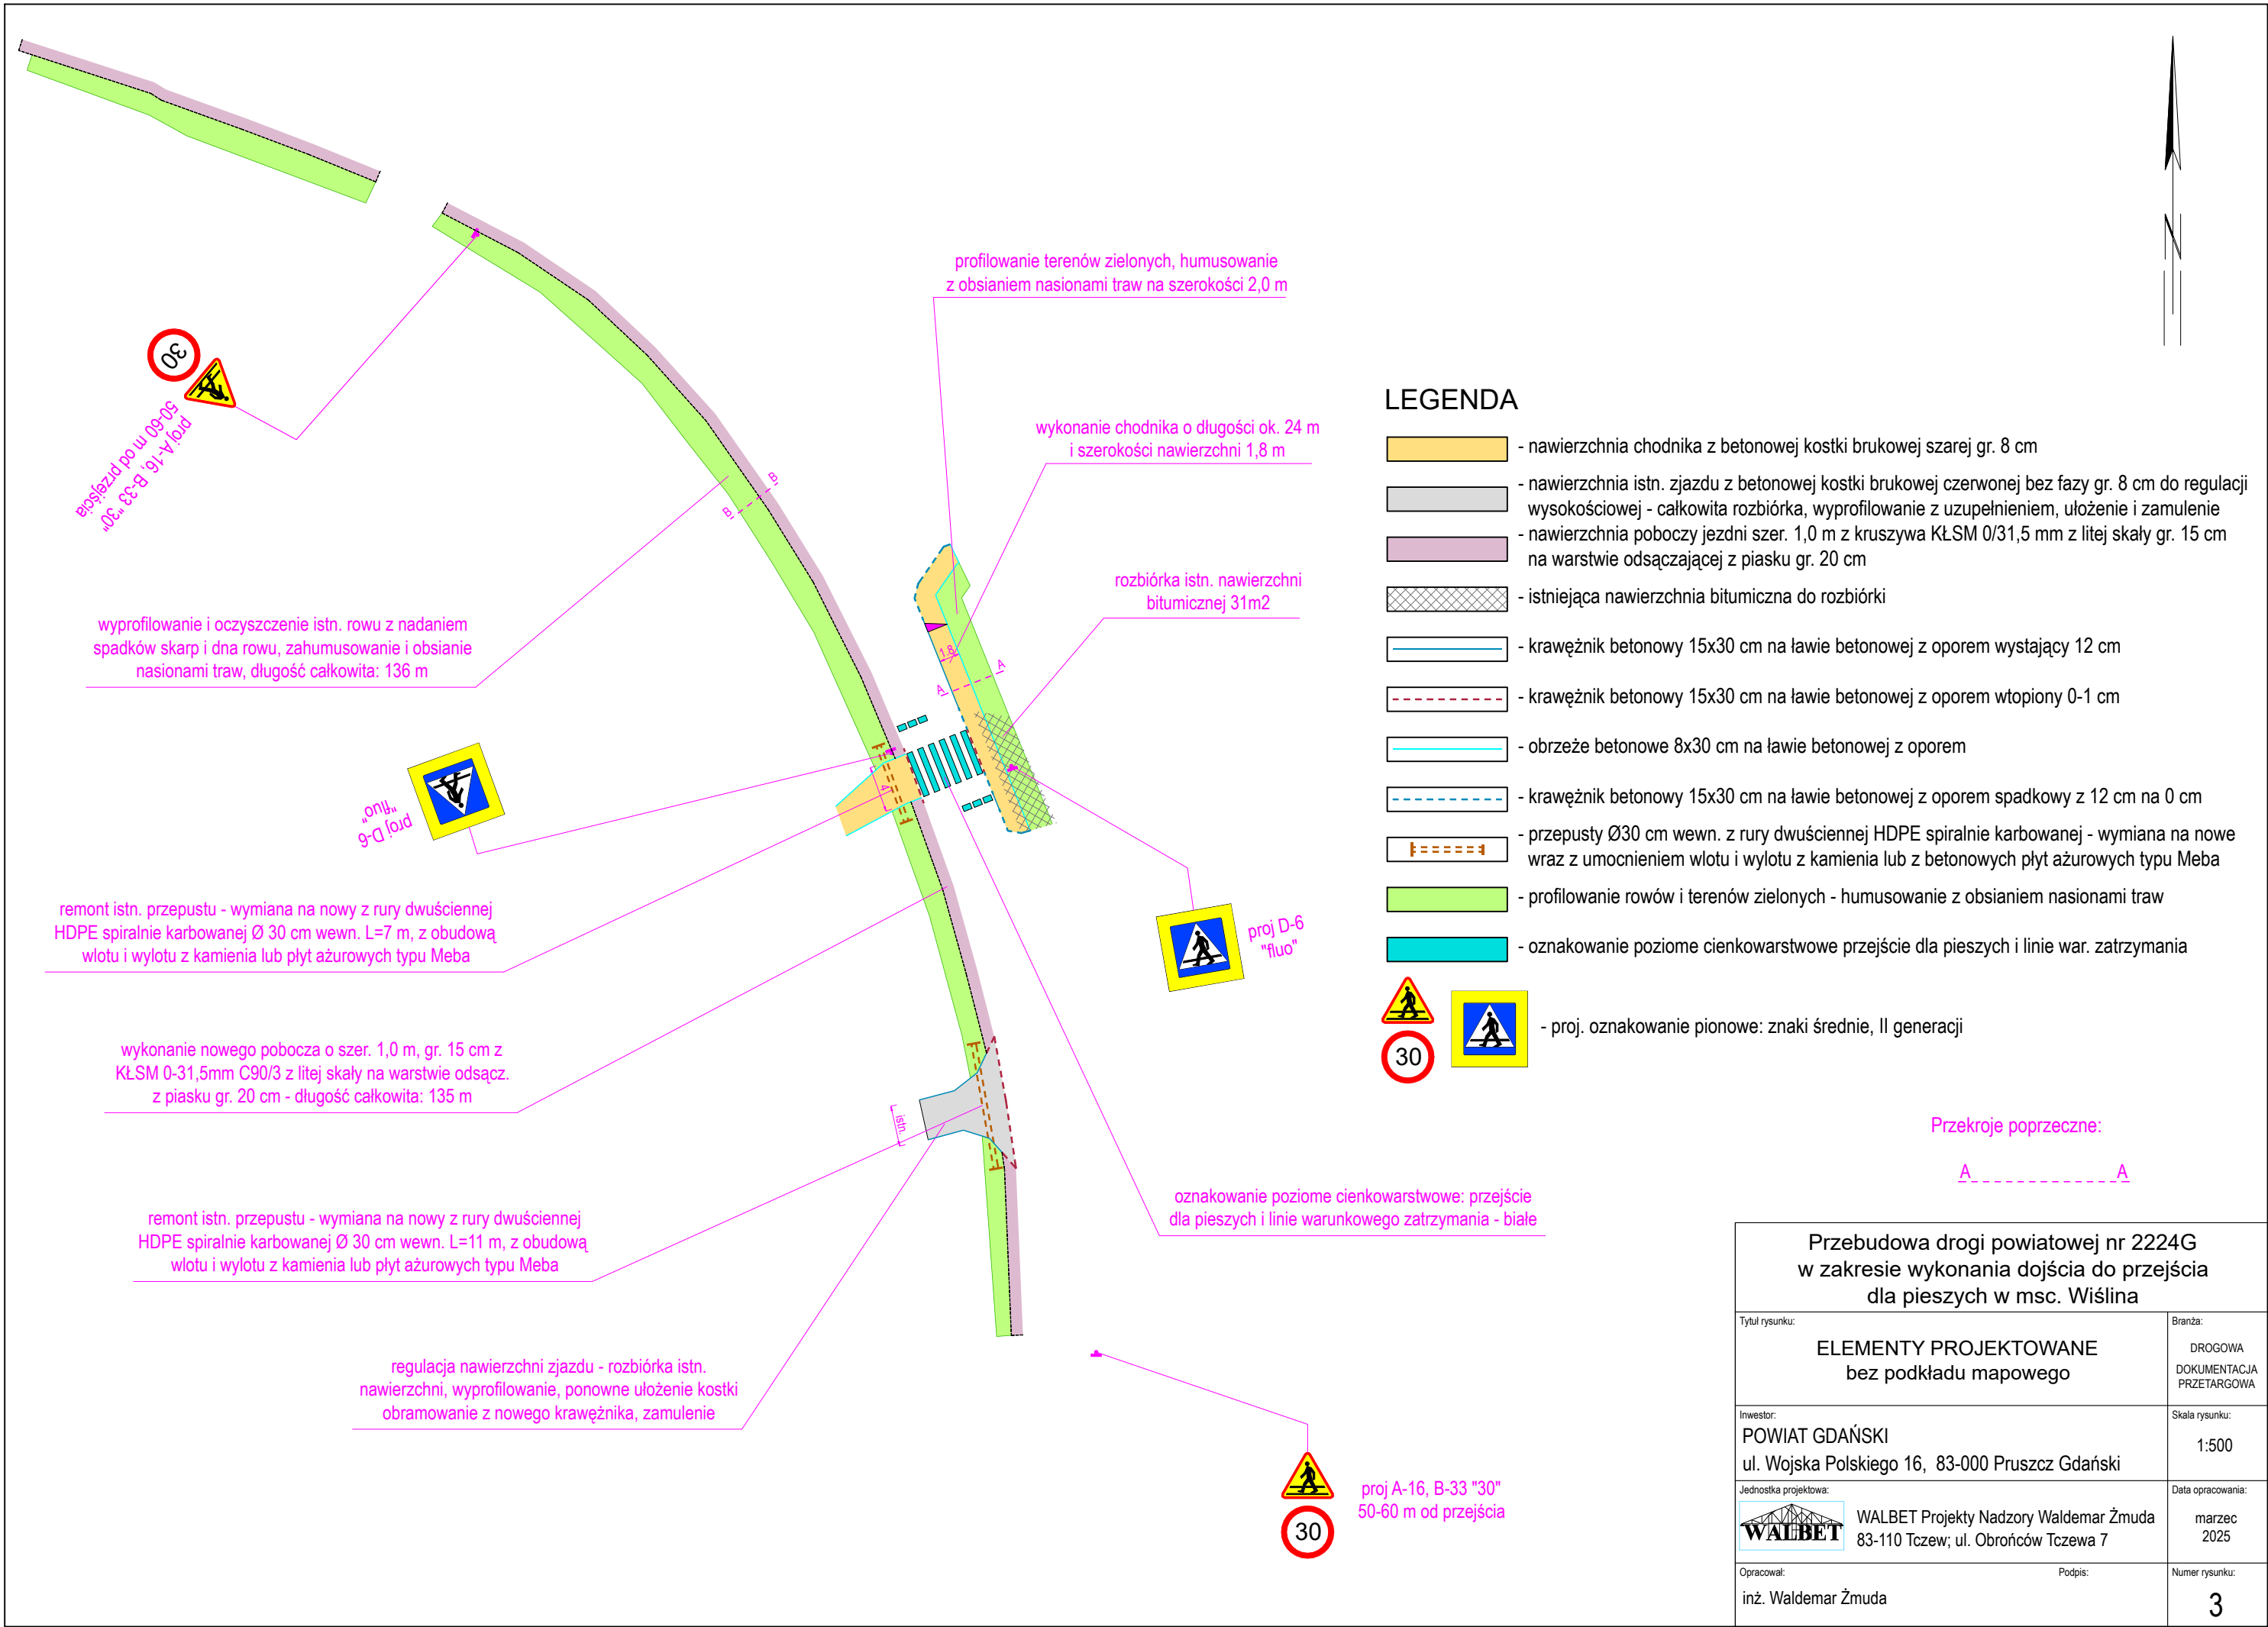 profilowanie terenów zielonych, humusowanie
z obsianiem nasionami traw na szerokości 2,0 m
30
proj A-16, B-33 "30"
50-60 m od przejścia
wykonanie chodnika o długości ok. 24 m
i szerokości nawierzchni 1,8 m
B
B
rozbiórka istn. nawierzchni
bitumicznej 31m2
wyprofilowanie i oczyszczenie istn. rowu z nadaniem
spadków skarp i dna rowu, zahumusowanie i obsianie
nasionami traw, długość całkowita: 136 m
1.8
A
A
proj D-6
"fluo"
4
remont istn. przepustu - wymiana na nowy z rury dwuściennej
HDPE spiralnie karbowanej Ø 30 cm wewn. L=7 m, z obudową
wlotu i wylotu z kamienia lub płyt ażurowych typu Meba
proj D-6
"fluo"
wykonanie nowego pobocza o szer. 1,0 m, gr. 15 cm z
KŁSM 0-31,5mm C90/3 z litej skały na warstwie odsącz.
z piasku gr. 20 cm - długość całkowita: 135 m
istn.
remont istn. przepustu - wymiana na nowy z rury dwuściennej
HDPE spiralnie karbowanej Ø 30 cm wewn. L=11 m, z obudową
wlotu i wylotu z kamienia lub płyt ażurowych typu Meba
oznakowanie poziome cienkowarstwowe: przejście
dla pieszych i linie warunkowego zatrzymania - białe
regulacja nawierzchni zjazdu - rozbiórka istn.
nawierzchni, wyprofilowanie, ponowne ułożenie kostki
obramowanie z nowego krawężnika, zamulenie
30
proj A-16, B-33 "30"
50-60 m od przejścia
N
LEGENDA
- nawierzchnia chodnika z betonowej kostki brukowej szarej gr. 8 cm
- nawierzchnia istn. zjazdu z betonowej kostki brukowej czerwonej bez fazy gr. 8 cm do regulacji
wysokościowej - całkowita rozbiórka, wyprofilowanie z uzupełnieniem, ułożenie i zamulenie
- nawierzchnia poboczy jezdni szer. 1,0 m z kruszywa KŁSM 0/31,5 mm z litej skały gr. 15 cm
na warstwie odsączającej z piasku gr. 20 cm
- istniejąca nawierzchnia bitumiczna do rozbiórki
- krawężnik betonowy 15x30 cm na ławie betonowej z oporem wystający 12 cm
- krawężnik betonowy 15x30 cm na ławie betonowej z oporem wtopiony 0-1 cm
- obrzeże betonowe 8x30 cm na ławie betonowej z oporem
- krawężnik betonowy 15x30 cm na ławie betonowej z oporem spadkowy z 12 cm na 0 cm
- przepusty Ø30 cm wewn. z rury dwuściennej HDPE spiralnie karbowanej - wymiana na nowe
wraz z umocnieniem wlotu i wylotu z kamienia lub z betonowych płyt ażurowych typu Meba
- profilowanie rowów i terenów zielonych - humusowanie z obsianiem nasionami traw
- oznakowanie poziome cienkowarstwowe przejście dla pieszych i linie war. zatrzymania
30
- proj. oznakowanie pionowe: znaki średnie, II generacji
Przekroje poprzeczne:
A A
Przebudowa drogi powiatowej nr 2224G
w zakresie wykonania dojścia do przejścia
dla pieszych w msc. Wiślina
Tytuł rysunku:
ELEMENTY PROJEKTOWANE
bez podkładu mapowego
Branża:
DROGOWA
DOKUMENTACJA
PRZETARGOWA
Inwestor:
POWIAT GDAŃSKI
ul. Wojska Polskiego 16, 83-000 Pruszcz Gdański
Skala rysunku:
1:500
Jednostka projektowa:
WALBET
WALBET Projekty Nadzory Waldemar Żmuda
83-110 Tczew; ul. Obrońców Tczewa 7
Data opracowania:
marzec
2025
Opracował: Podpis:
inż. Waldemar Żmuda
Numer rysunku:
3